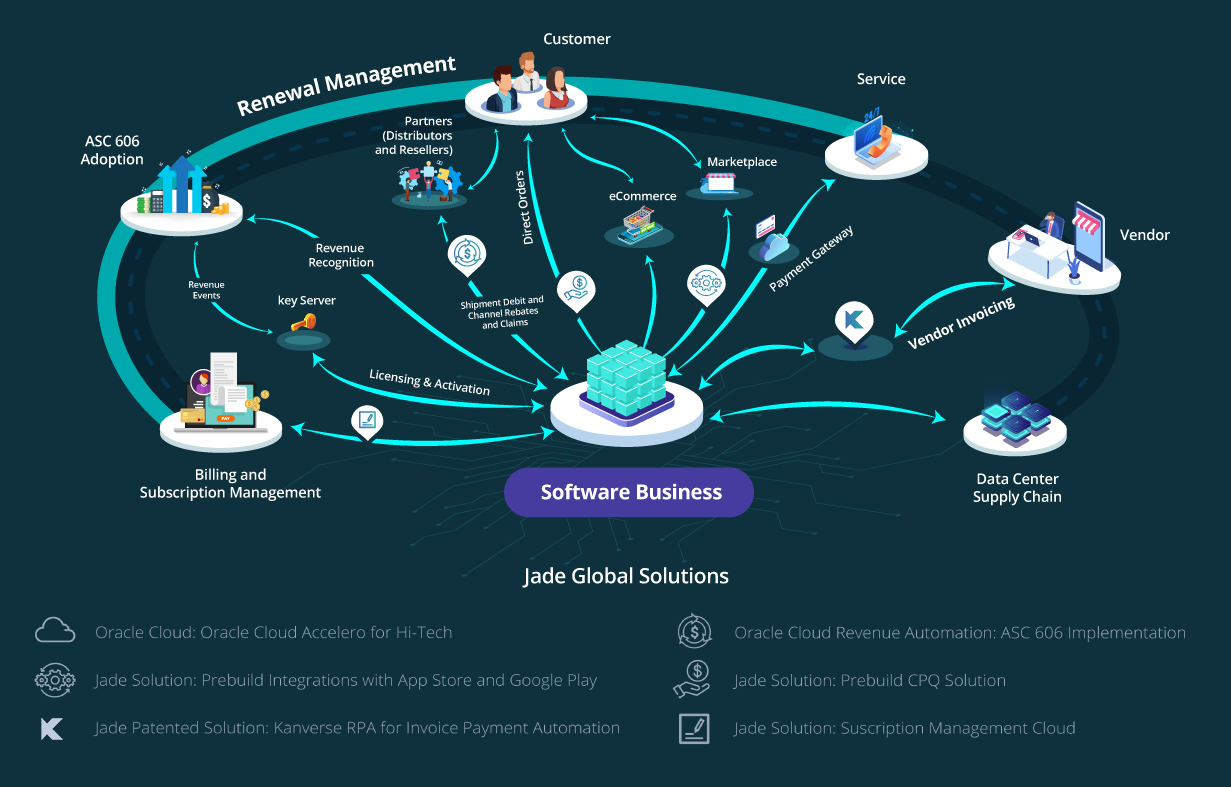 Customer
Renewal Management
Service
Partners
(Distributors
and Resellers)
ASC 606
Adoption
Marketplace
eCommerce
Direct Orders
Vendor
Revenue
Recognition
Payment Gateway
Revenue
Events
key Server
Shipment Debit and
Channel Rebates
and Claims
Vendor Invoicing
Licensing & Activation
PAY
24/7
Billing and
Subscription Management
Software Business
Data Center
Supply Chain
Jade Global Solutions
Oracle Cloud: Oracle Cloud Accelero for Hi-Tech
Oracle Cloud Revenue Automation: ASC 606 Implementation
Jade Solution: Prebuild Integrations with App Store and Google Play
Jade Solution: Prebuild CPQ Solution
Jade Patented Solution: Kanverse RPA for Invoice Payment Automation
Jade Solution: Suscription Management Cloud